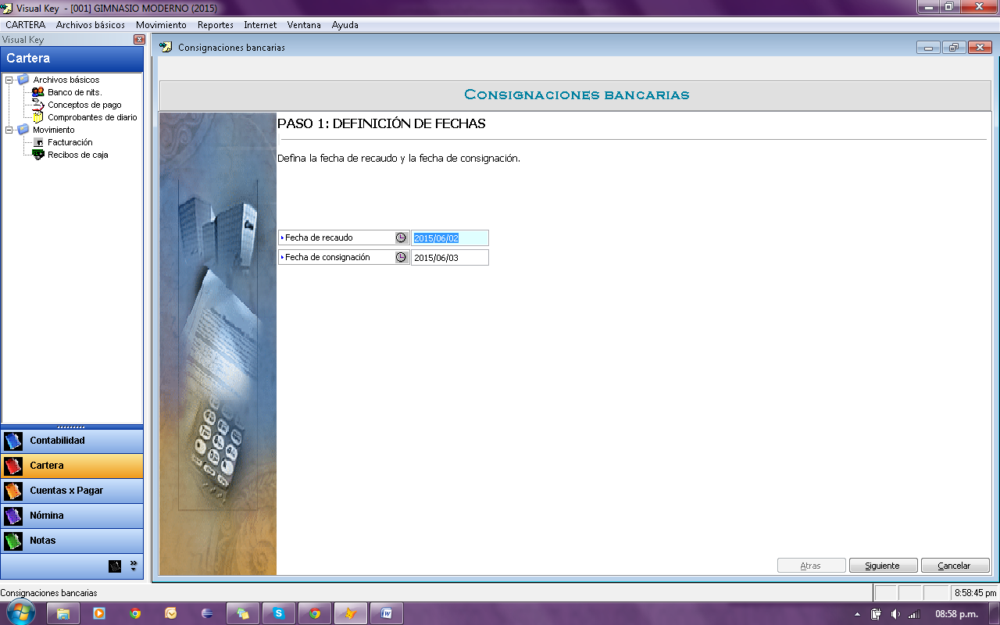 Visual Key - [001] GIMNASIO MODERNO (2015)
CARTERA Archivos básicos Movimiento Reportes Internet Ventana Ayuda
Visual Key
Cartera
Archivos básicos
Banco de nits.
Conceptos de pago
Comprobantes de diario
Movimiento
Facturación
Recibos de caja
Contabilidad
Cartera
Cuentas x Pagar
Nómina
Notas
Consignaciones bancarias
Consignaciones bancarias
PASO 1: DEFINICIÓN DE FECHAS
Defina la fecha de recaudo y la fecha de consignación.
Fecha de recaudo 2015/06/02
Fecha de consignación 2015/06/03
Atras Siguiente Cancelar
Consignaciones bancarias 8:58:45 pm
08:58 p.m.